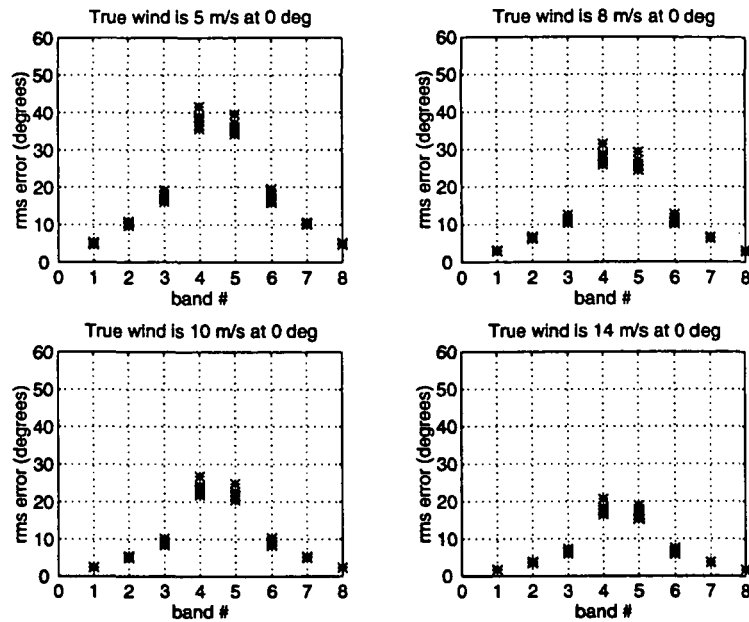 True wind is 5 m/s at 0 deg
60
50
40
30
20
10
0
rms error (degrees)
0 1 2 3 4 5 6 7 8
band #
True wind is 8 m/s at 0 deg
60
50
40
30
20
10
0
rms error (degrees)
0 1 2 3 4 5 6 7 8
band #
True wind is 10 m/s at 0 deg
60
50
40
30
20
10
0
rms error (degrees)
0 1 2 3 4 5 6 7 8
band #
True wind is 14 m/s at 0 deg
60
50
40
30
20
10
0
rms error (degrees)
0 1 2 3 4 5 6 7 8
band #